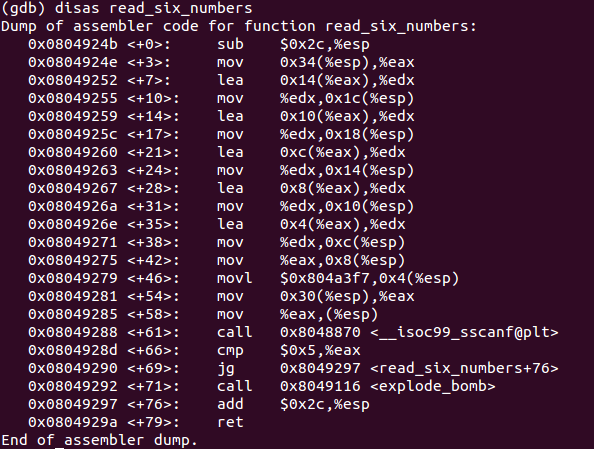 (gdb) disas read_six_numbers
Dump of assembler code for function read_six_numbers:
   0x0804924b <+0>:     sub    $0x2c,%esp
   0x0804924e <+3>:     mov    0x34(%esp),%eax
   0x08049252 <+7>:     lea    0x14(%eax),%edx
   0x08049255 <+10>:    mov    %edx,0x1c(%esp)
   0x08049259 <+14>:    lea    0x10(%eax),%edx
   0x0804925c <+17>:    mov    %edx,0x18(%esp)
   0x08049260 <+21>:    lea    0xc(%eax),%edx
   0x08049263 <+24>:    mov    %edx,0x14(%esp)
   0x08049267 <+28>:    lea    0x8(%eax),%edx
   0x0804926a <+31>:    mov    %edx,0x10(%esp)
   0x0804926e <+35>:    lea    0x4(%eax),%edx
   0x08049271 <+38>:    mov    %edx,0xc(%esp)
   0x08049275 <+42>:    mov    %eax,0x8(%esp)
   0x08049279 <+46>:    movl   $0x804a3f7,0x4(%esp)
   0x08049281 <+54>:    mov    0x30(%esp),%eax
   0x08049285 <+58>:    mov    %eax,(%esp)
   0x08049288 <+61>:    call   0x8048870 <__isoc99_sscanf@plt>
   0x0804928d <+66>:    cmp    $0x5,%eax
   0x08049290 <+69>:    jg     0x8049297 <read_six_numbers+76>
   0x08049292 <+71>:    call   0x8049116 <explode_bomb>
   0x08049297 <+76>:    add    $0x2c,%esp
   0x0804929a <+79>:    ret
End of assembler dump.